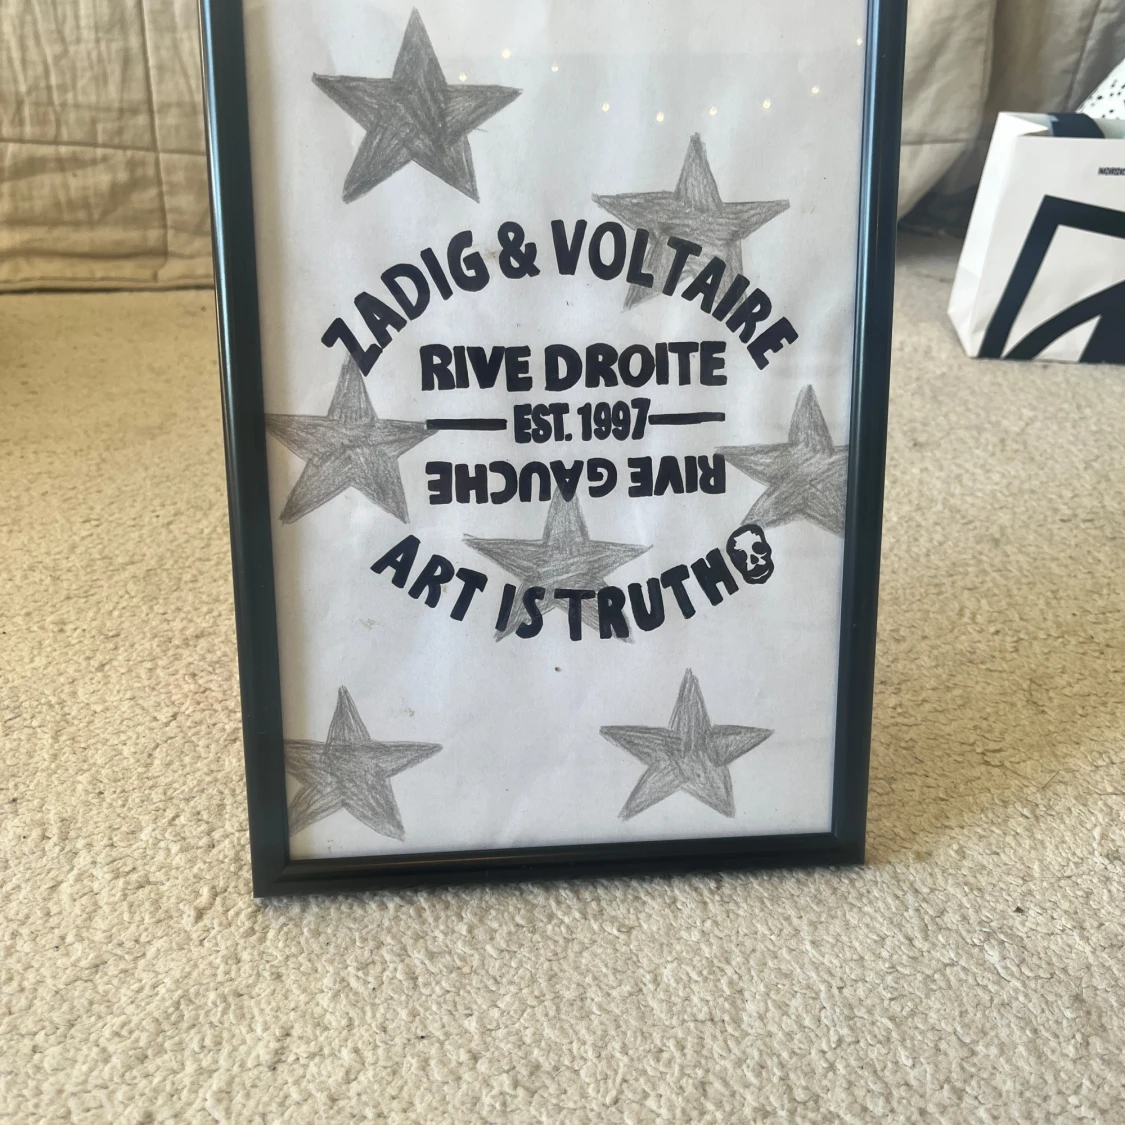 ZADIG & VOLTAIRE
RIVE DROITE
EST. 1997
RIVE GAUCHE
ART IS TRUTH